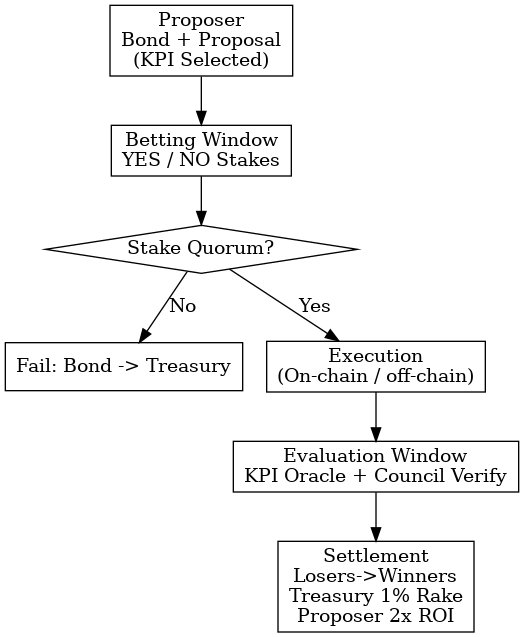 Proposer
Bond + Proposal
(KPI Selected)
Betting Window
YES / NO Stakes
Stake Quorum?
No
Yes
Fail: Bond -> Treasury
Execution
(On-chain / off-chain)
Evaluation Window
KPI Oracle + Council Verify
Settlement
Losers->Winners
Treasury 1% Rake
Proposer 2x ROI